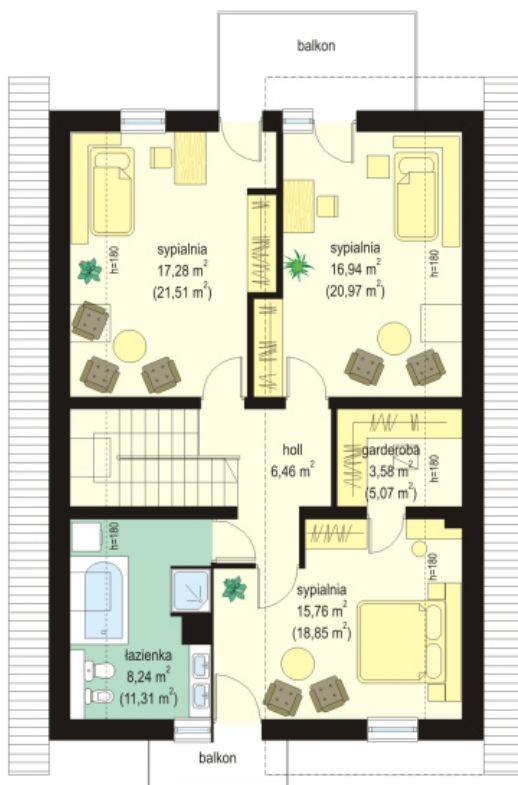 balkon
sypialnia
17,28 m²
(21,51 m²)
h=180
sypialnia
16,94 m²
(20,97 m²)
h=180
holl
6,46 m²
garderoba
3,58 m²
(5,07 m²)
h=180
h=180
łazienka
8,24 m²
(11,31 m²)
sypialnia
15,76 m²
(18,85 m²)
h=180
balkon